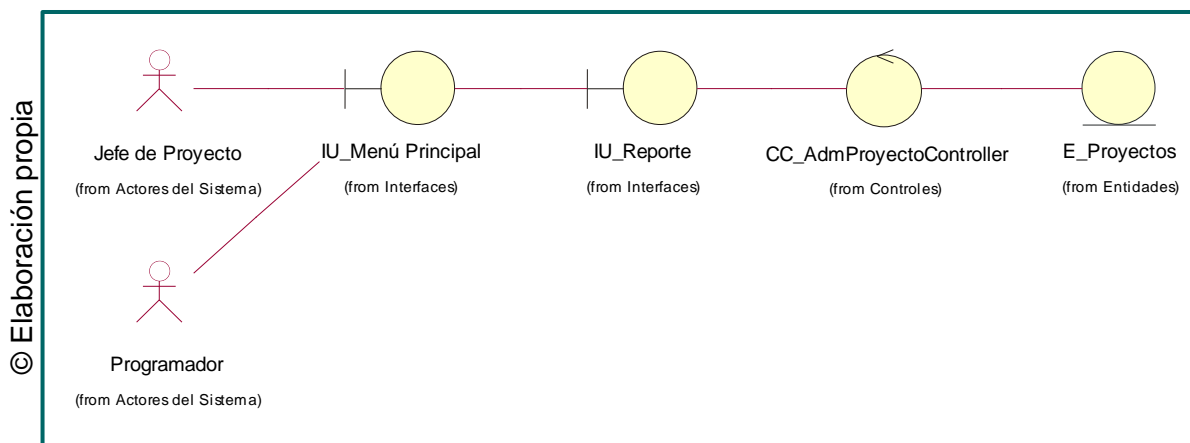 © Elaboración propia
Jefe de Proyecto
(from Actores del Sistema)
IU_Menú Principal
(from Interfaces)
IU_Reporte
(from Interfaces)
CC_AdmProyectoController
(from Controles)
E_Proyectos
(from Entidades)
Programador
(from Actores del Sistema)